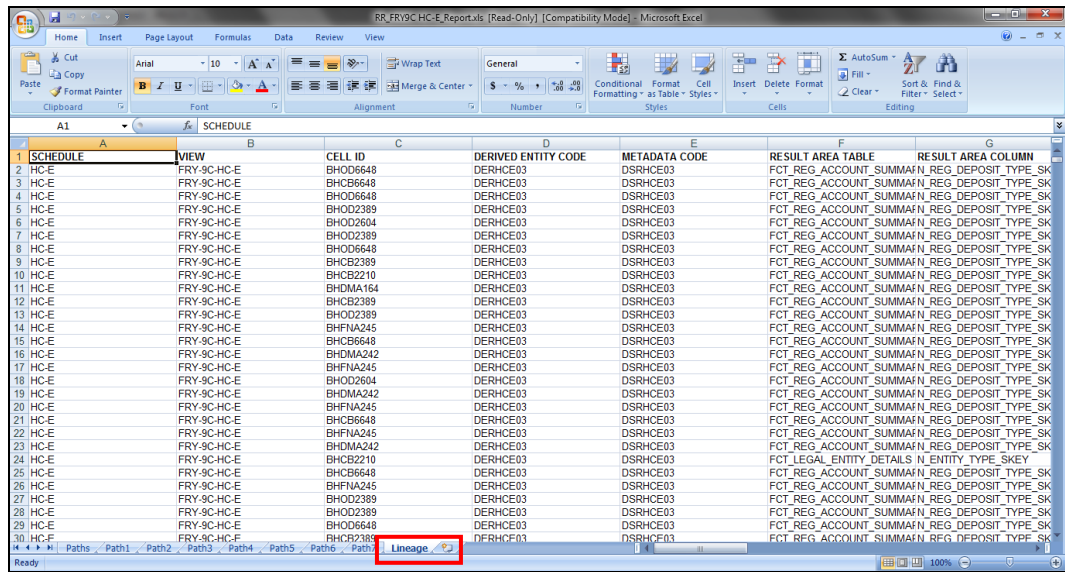 RR_FRY9C HC-E_Report.xls [Read-Only] [Compatibility Mode] - Microsoft Excel
Home Insert Page Layout Formulas Data Review View
Cut Arial 10 Wrap Text General Σ AutoSum
Copy Fill
Paste Format Painter B I U A Merge & Center $ % , Conditional Format Cell Insert Delete Format Clear Sort & Find &
Formatting as Table Styles Filter Select
Clipboard Font Alignment Number Styles Cells Editing
A1 fx SCHEDULE
A B C D E F G
1 SCHEDULE VIEW CELL ID DERIVED ENTITY CODE METADATA CODE RESULT AREA TABLE RESULT AREA COLUMN
2 HC-E FRY-9C-HC-E BHOD6648 DERHCE03 DSRHCE03 FCT_REG_ACCOUNT_SUMMAR N_REG_DEPOSIT_TYPE_SK
3 HC-E FRY-9C-HC-E BHCB6648 DERHCE03 DSRHCE03 FCT_REG_ACCOUNT_SUMMAR N_REG_DEPOSIT_TYPE_SK
4 HC-E FRY-9C-HC-E BHOD6648 DERHCE03 DSRHCE03 FCT_REG_ACCOUNT_SUMMAR N_REG_DEPOSIT_TYPE_SK
5 HC-E FRY-9C-HC-E BHOD2389 DERHCE03 DSRHCE03 FCT_REG_ACCOUNT_SUMMAR N_REG_DEPOSIT_TYPE_SK
6 HC-E FRY-9C-HC-E BHOD2604 DERHCE03 DSRHCE03 FCT_REG_ACCOUNT_SUMMAR N_REG_DEPOSIT_TYPE_SK
7 HC-E FRY-9C-HC-E BHOD2389 DERHCE03 DSRHCE03 FCT_REG_ACCOUNT_SUMMAR N_REG_DEPOSIT_TYPE_SK
8 HC-E FRY-9C-HC-E BHOD6648 DERHCE03 DSRHCE03 FCT_REG_ACCOUNT_SUMMAR N_REG_DEPOSIT_TYPE_SK
9 HC-E FRY-9C-HC-E BHCB2389 DERHCE03 DSRHCE03 FCT_REG_ACCOUNT_SUMMAR N_REG_DEPOSIT_TYPE_SK
10 HC-E FRY-9C-HC-E BHCB2210 DERHCE03 DSRHCE03 FCT_REG_ACCOUNT_SUMMAR N_REG_DEPOSIT_TYPE_SK
11 HC-E FRY-9C-HC-E BHDMA164 DERHCE03 DSRHCE03 FCT_REG_ACCOUNT_SUMMAR N_REG_DEPOSIT_TYPE_SK
12 HC-E FRY-9C-HC-E BHCB2389 DERHCE03 DSRHCE03 FCT_REG_ACCOUNT_SUMMAR N_REG_DEPOSIT_TYPE_SK
13 HC-E FRY-9C-HC-E BHOD2389 DERHCE03 DSRHCE03 FCT_REG_ACCOUNT_SUMMAR N_REG_DEPOSIT_TYPE_SK
14 HC-E FRY-9C-HC-E BHFNA245 DERHCE03 DSRHCE03 FCT_REG_ACCOUNT_SUMMAR N_REG_DEPOSIT_TYPE_SK
15 HC-E FRY-9C-HC-E BHCB6648 DERHCE03 DSRHCE03 FCT_REG_ACCOUNT_SUMMAR N_REG_DEPOSIT_TYPE_SK
16 HC-E FRY-9C-HC-E BHDMA242 DERHCE03 DSRHCE03 FCT_REG_ACCOUNT_SUMMAR N_REG_DEPOSIT_TYPE_SK
17 HC-E FRY-9C-HC-E BHFNA245 DERHCE03 DSRHCE03 FCT_REG_ACCOUNT_SUMMAR N_REG_DEPOSIT_TYPE_SK
18 HC-E FRY-9C-HC-E BHOD2604 DERHCE03 DSRHCE03 FCT_REG_ACCOUNT_SUMMAR N_REG_DEPOSIT_TYPE_SK
19 HC-E FRY-9C-HC-E BHDMA242 DERHCE03 DSRHCE03 FCT_REG_ACCOUNT_SUMMAR N_REG_DEPOSIT_TYPE_SK
20 HC-E FRY-9C-HC-E BHFNA245 DERHCE03 DSRHCE03 FCT_REG_ACCOUNT_SUMMAR N_REG_DEPOSIT_TYPE_SK
21 HC-E FRY-9C-HC-E BHCB6648 DERHCE03 DSRHCE03 FCT_REG_ACCOUNT_SUMMAR N_REG_DEPOSIT_TYPE_SK
22 HC-E FRY-9C-HC-E BHFNA245 DERHCE03 DSRHCE03 FCT_REG_ACCOUNT_SUMMAR N_REG_DEPOSIT_TYPE_SK
23 HC-E FRY-9C-HC-E BHDMA242 DERHCE03 DSRHCE03 FCT_REG_ACCOUNT_SUMMAR N_REG_DEPOSIT_TYPE_SK
24 HC-E FRY-9C-HC-E BHCB2210 DERHCE03 DSRHCE03 FCT_LEGAL_ENTITY_DETAILS N_ENTITY_TYPE_SKEY
25 HC-E FRY-9C-HC-E BHCB6648 DERHCE03 DSRHCE03 FCT_REG_ACCOUNT_SUMMAR N_REG_DEPOSIT_TYPE_SK
26 HC-E FRY-9C-HC-E BHFNA245 DERHCE03 DSRHCE03 FCT_REG_ACCOUNT_SUMMAR N_REG_DEPOSIT_TYPE_SK
27 HC-E FRY-9C-HC-E BHOD2389 DERHCE03 DSRHCE03 FCT_REG_ACCOUNT_SUMMAR N_REG_DEPOSIT_TYPE_SK
28 HC-E FRY-9C-HC-E BHOD2389 DERHCE03 DSRHCE03 FCT_REG_ACCOUNT_SUMMAR N_REG_DEPOSIT_TYPE_SK
29 HC-E FRY-9C-HC-E BHOD6648 DERHCE03 DSRHCE03 FCT_REG_ACCOUNT_SUMMAR N_REG_DEPOSIT_TYPE_SK
30 HC-E FRY-9C-HC-E BHCB2389 DERHCE03 DSRHCE03 FCT_REG_ACCOUNT_SUMMAR N_REG_DEPOSIT_TYPE_SK
Paths Path1 Path2 Path3 Path4 Path5 Path6 Path7 Lineage
Ready 100%